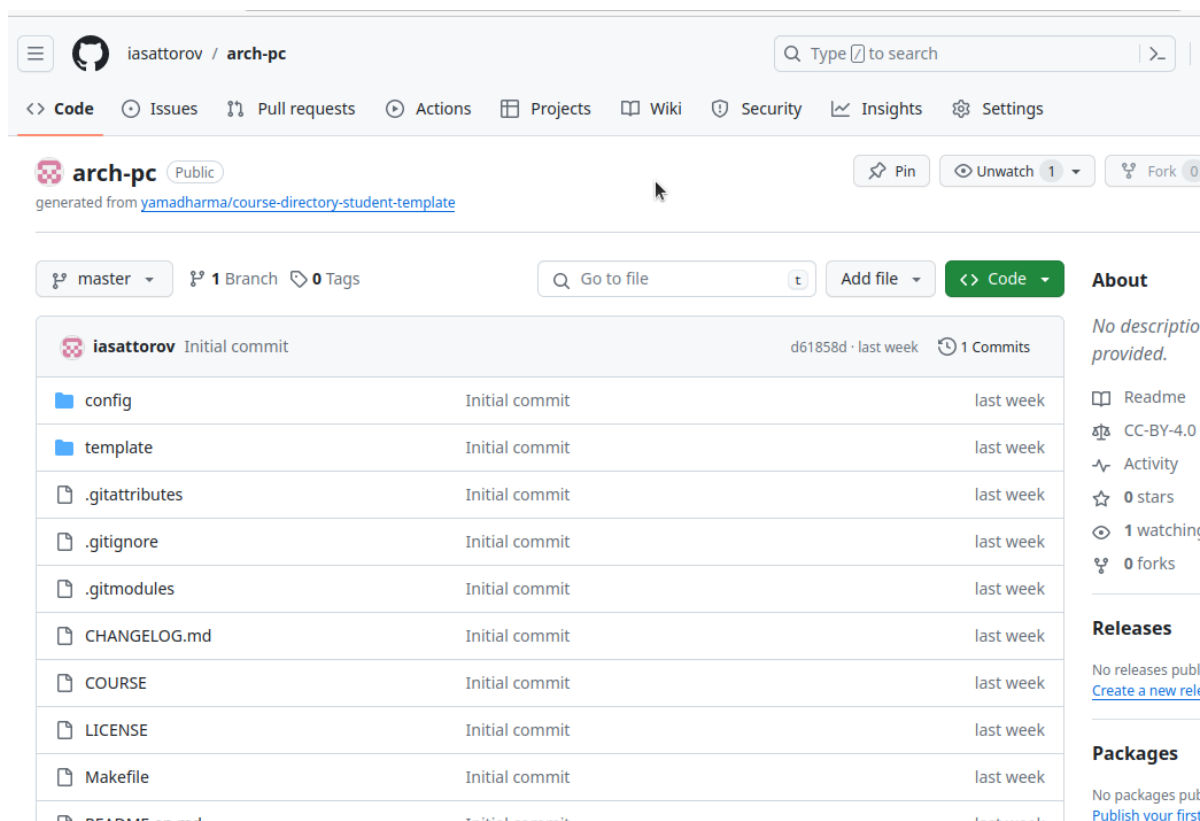 iasattorov / arch-pc
Type / to search
Code Issues Pull requests Actions Projects Wiki Security Insights Settings
arch-pc Public
Pin Unwatch 1 Fork 0
generated from yamadharma/course-directory-student-template
master 1 Branch 0 Tags
Go to file t
Add file Code
iasattorov Initial commit d61858d · last week 1 Commits
config Initial commit last week
template Initial commit last week
.gitattributes Initial commit last week
.gitignore Initial commit last week
.gitmodules Initial commit last week
CHANGELOG.md Initial commit last week
COURSE Initial commit last week
LICENSE Initial commit last week
Makefile Initial commit last week
About
No descriptio
provided.
Readme
CC-BY-4.0
Activity
0 stars
1 watching
0 forks
Releases
No releases publ
Create a new rele
Packages
No packages pub
Publish your first